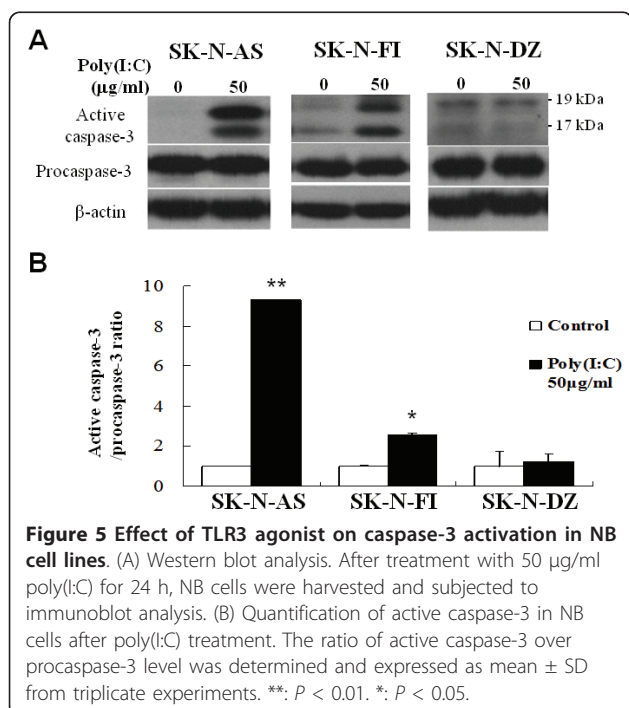 A
SK-N-AS SK-N-FI SK-N-DZ
Poly(I:C)
(µg/ml) 0 50 0 50 0 50
Active
caspase-3
- 19 kDa
- 17 kDa
Procaspase-3
β-actin
B
Active caspase-3
/procaspase-3 ratio
10
8
6
4
2
0
**
*
Control
Poly(I:C)
50µg/ml
SK-N-AS SK-N-FI SK-N-DZ
Figure 5 Effect of TLR3 agonist on caspase-3 activation in NB
cell lines. (A) Western blot analysis. After treatment with 50 µg/ml
poly(I:C) for 24 h, NB cells were harvested and subjected to
immunoblot analysis. (B) Quantification of active caspase-3 in NB
cells after poly(I:C) treatment. The ratio of active caspase-3 over
procaspase-3 level was determined and expressed as mean ± SD
from triplicate experiments. **: P < 0.01. *: P < 0.05.